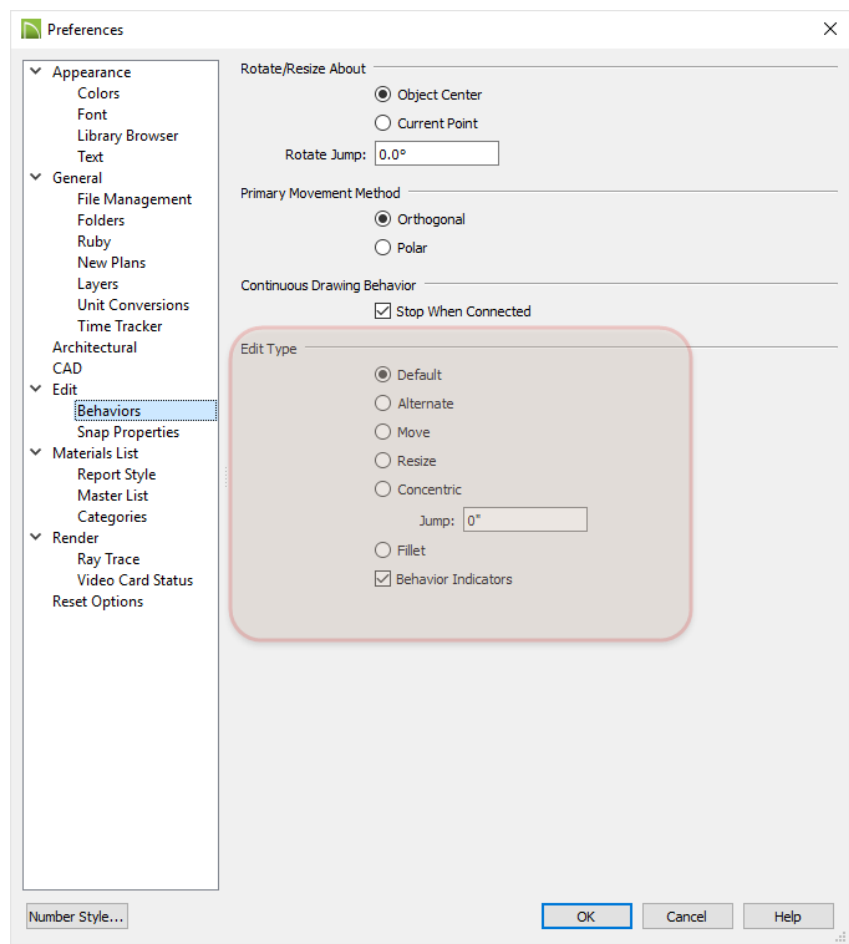 Preferences
Appearance
Colors
Font
Library Browser
Text
General
File Management
Folders
Ruby
New Plans
Layers
Unit Conversions
Time Tracker
Architectural
CAD
Edit
Behaviors
Snap Properties
Materials List
Report Style
Master List
Categories
Render
Ray Trace
Video Card Status
Reset Options
Rotate/Resize About
Object Center
Current Point
Rotate Jump: 0.0°
Primary Movement Method
Orthogonal
Polar
Continuous Drawing Behavior
Stop When Connected
Edit Type
Default
Alternate
Move
Resize
Concentric
Jump: 0"
Fillet
Behavior Indicators
Number Style... OK Cancel Help